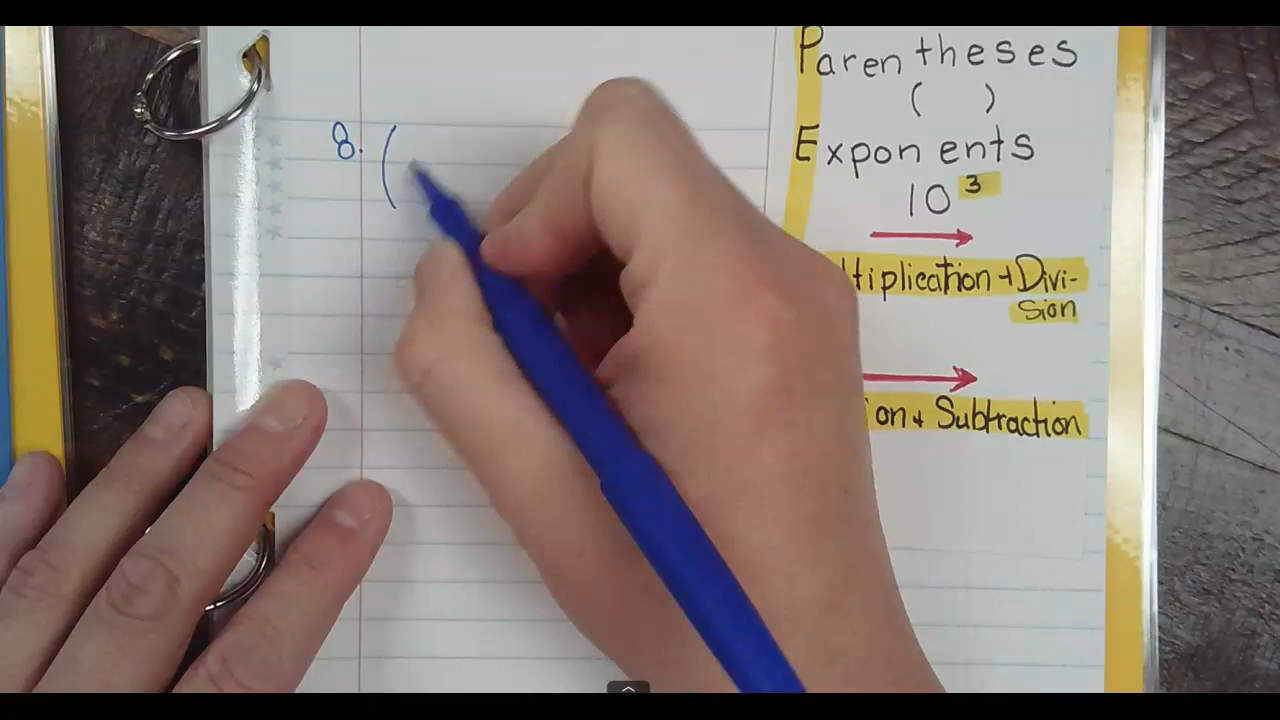 8. (
Parentheses
( )
Exponents
10³
ltiplication + Divi-
sion
ion + Subtraction